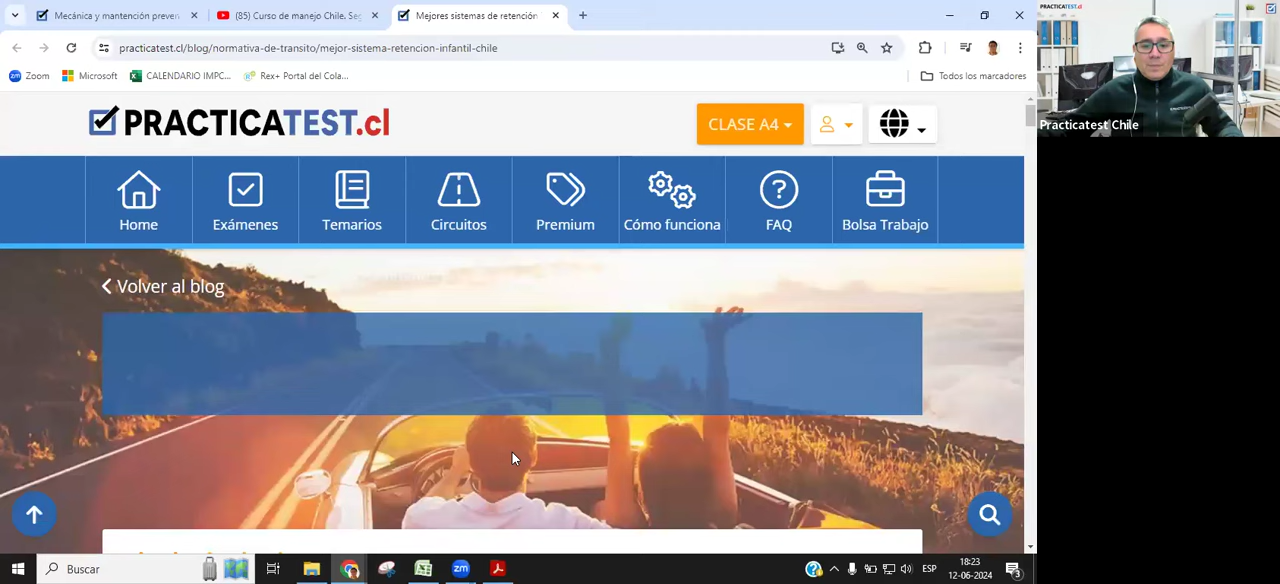 Mecánica y mantención preven
(85) Curso de manejo Chile, Seg
Mejores sistemas de retención
practicatest.cl/blog/normativa-de-transito/mejor-sistema-retencion-infantil-chile
Zoom
Microsoft
CALENDARIO IMPC...
Rex+ Portal del Cola...
Todos los marcadores
PRACTICATEST.cl
CLASE A4
Home
Exámenes
Temarios
Circuitos
Premium
Cómo funciona
FAQ
Bolsa Trabajo
Volver al blog
Buscar
ESP
18:23
12-06-2024
PRACTICATEST.cl
Practicatest Chile